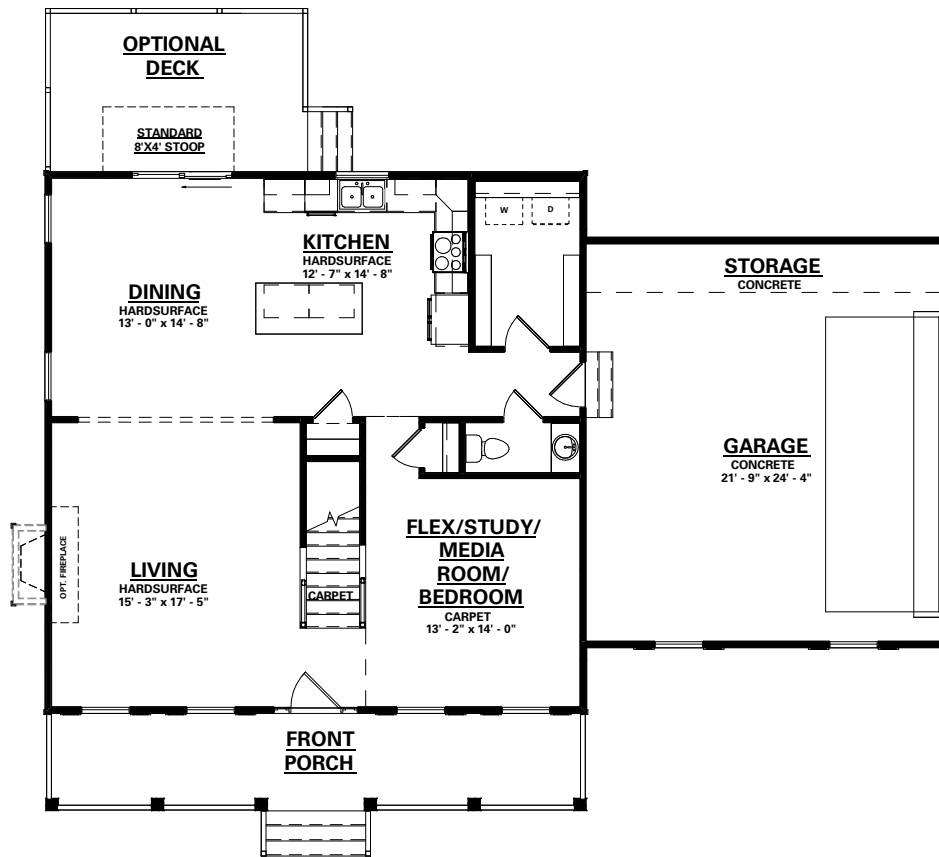 OPTIONAL
DECK
STANDARD
8'X4' STOOP
KITCHEN
HARDSURFACE
12' - 7" x 14' - 8"
W
D
STORAGE
CONCRETE
DINING
HARDSURFACE
13' - 0" x 14' - 8"
GARAGE
CONCRETE
21' - 9" x 24' - 4"
FLEX/STUDY/
MEDIA
ROOM/
BEDROOM
CARPET
13' - 2" x 14' - 0"
OPT. FIREPLACE
LIVING
HARDSURFACE
15' - 3" x 17' - 5"
CARPET
FRONT
PORCH